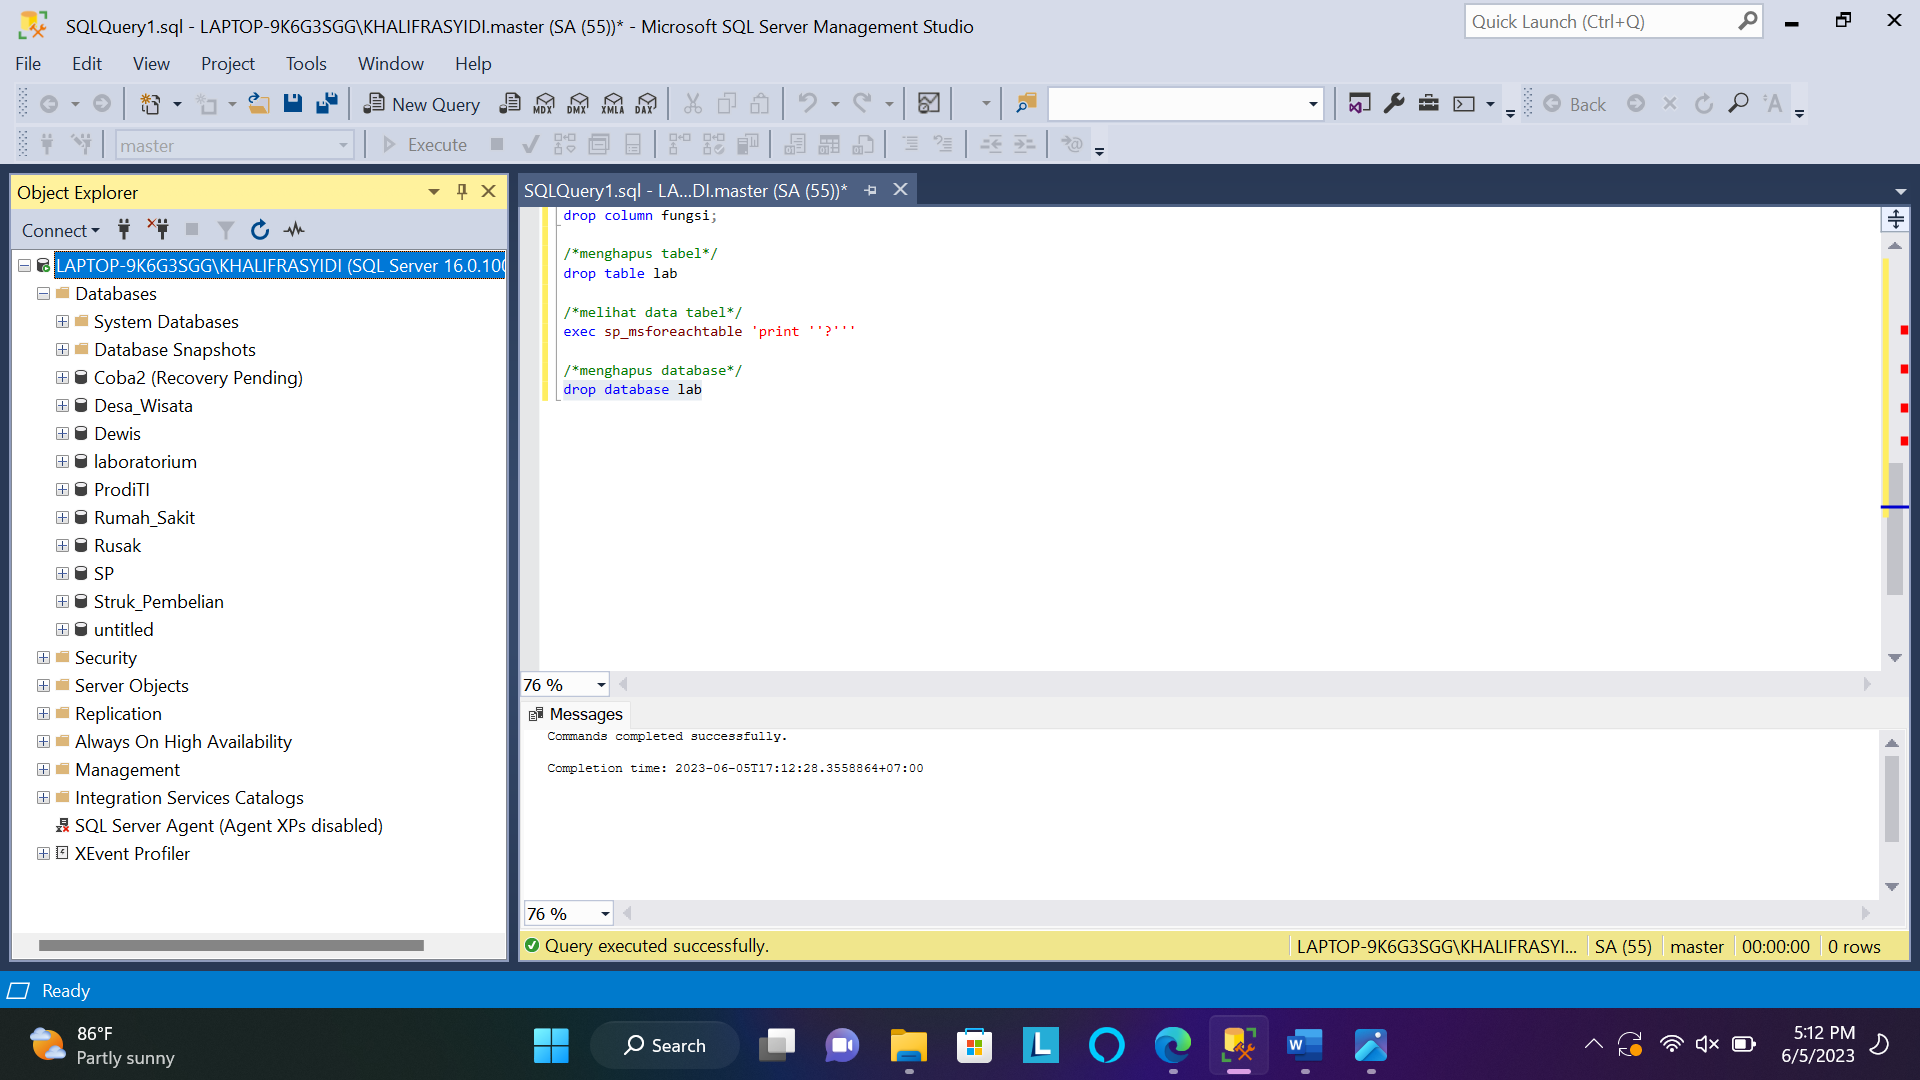 SQLQuery1.sql - LAPTOP-9K6G3SGG\KHALIFRASYIDI.master (SA (55))* - Microsoft SQL Server Management Studio
Quick Launch (Ctrl+Q)
File Edit View Project Tools Window Help
New Query MDX DMX XMLA DAX Back
master Execute
Object Explorer
Connect
LAPTOP-9K6G3SGG\KHALIFRASYIDI (SQL Server 16.0.100
Databases
System Databases
Database Snapshots
Coba2 (Recovery Pending)
Desa_Wisata
Dewis
laboratorium
ProdiTI
Rumah_Sakit
Rusak
SP
Struk_Pembelian
untitled
Security
Server Objects
Replication
Always On High Availability
Management
Integration Services Catalogs
SQL Server Agent (Agent XPs disabled)
XEvent Profiler
SQLQuery1.sql - LA...DI.master (SA (55))*
drop column fungsi;
/*menghapus tabel*/
drop table lab
/*melihat data tabel*/
exec sp_msforeachtable 'print ''?'''
/*menghapus database*/
drop database lab
76 %
Messages
Commands completed successfully.
Completion time: 2023-06-05T17:12:28.3558864+07:00
76 %
Query executed successfully. LAPTOP-9K6G3SGG\KHALIFRASYI... SA (55) master 00:00:00 0 rows
Ready
86°F
Partly sunny
Search
5:12 PM
6/5/2023